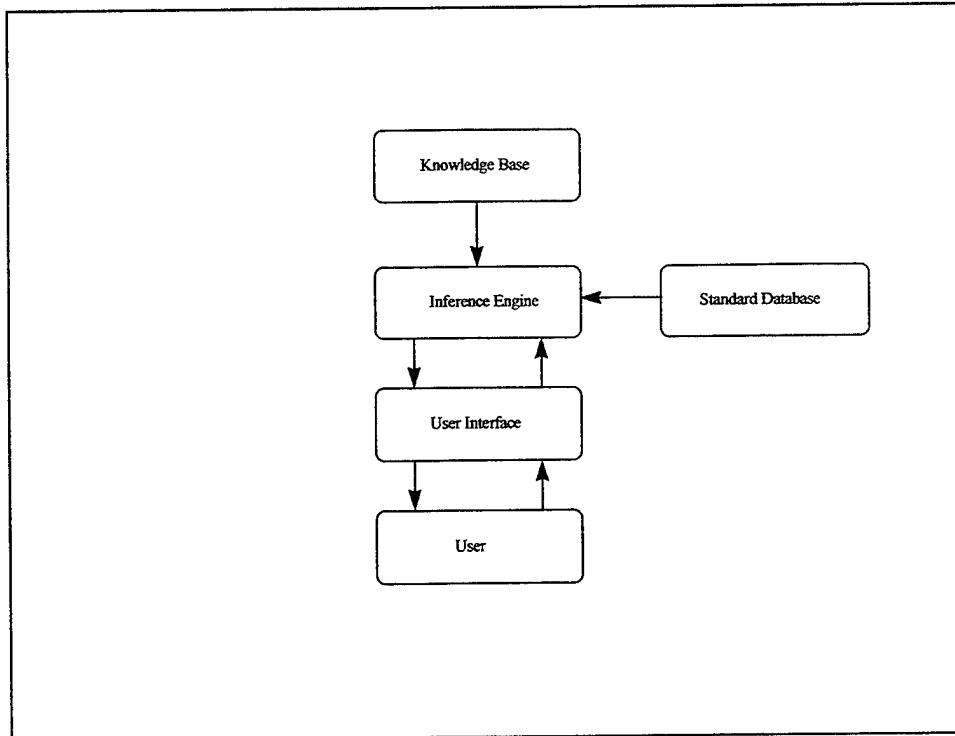 Knowledge Base
Inference Engine
Standard Database
User Interface
User